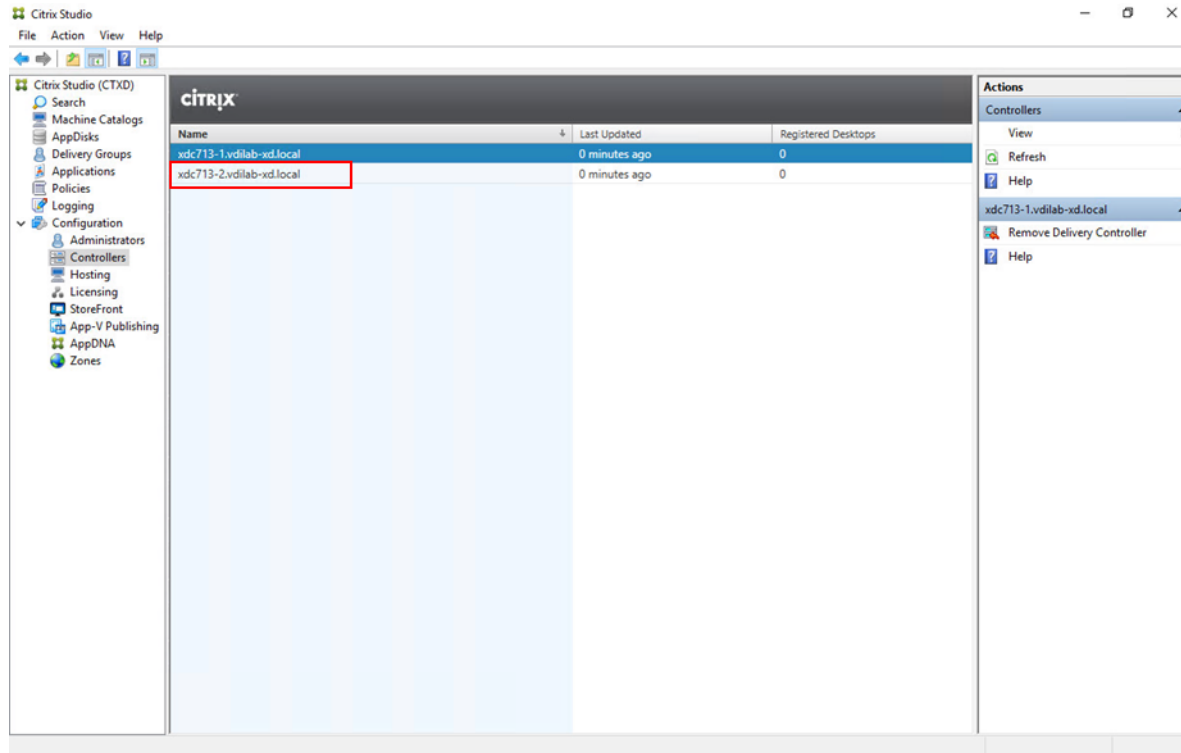 Citrix Studio
File Action View Help
Citrix Studio (CTXD)
Search
Machine Catalogs
AppDisks
Delivery Groups
Applications
Policies
Logging
Configuration
Administrators
Controllers
Hosting
Licensing
StoreFront
App-V Publishing
AppDNA
Zones
CİTRIX
Name Last Updated Registered Desktops
xdc713-1.vdilab-xd.local 0 minutes ago 0
xdc713-2.vdilab-xd.local 0 minutes ago 0
Actions
Controllers
View
Refresh
Help
xdc713-1.vdilab-xd.local
Remove Delivery Controller
Help